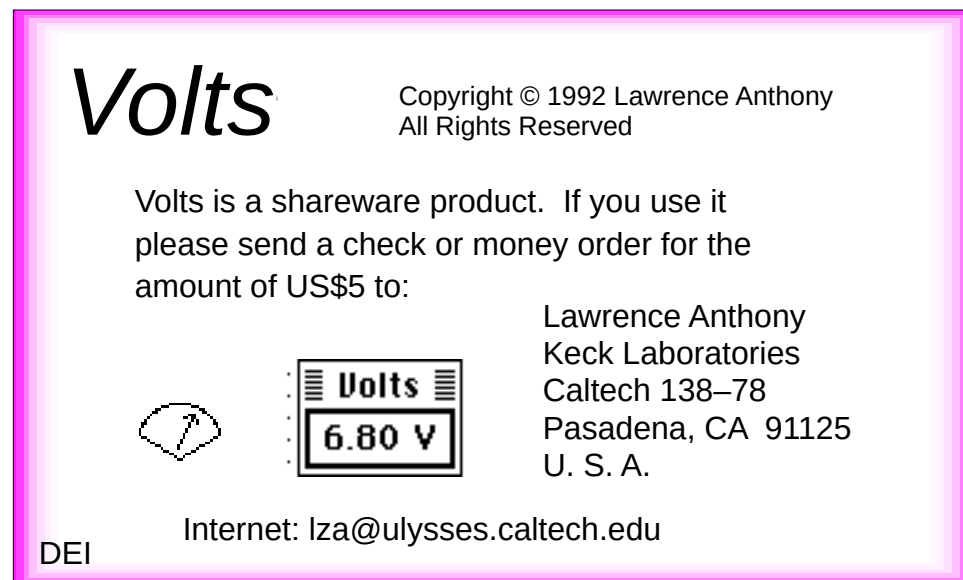 Volts
Copyright © 1992 Lawrence Anthony
All Rights Reserved
Volts is a shareware product.  If you use it
please send a check or money order for the
amount of US$5 to:
Lawrence Anthony
Keck Laboratories
Caltech 138–78
Pasadena, CA  91125
U. S. A.
Volts
6.80 V
Internet: lza@ulysses.caltech.edu
DEI